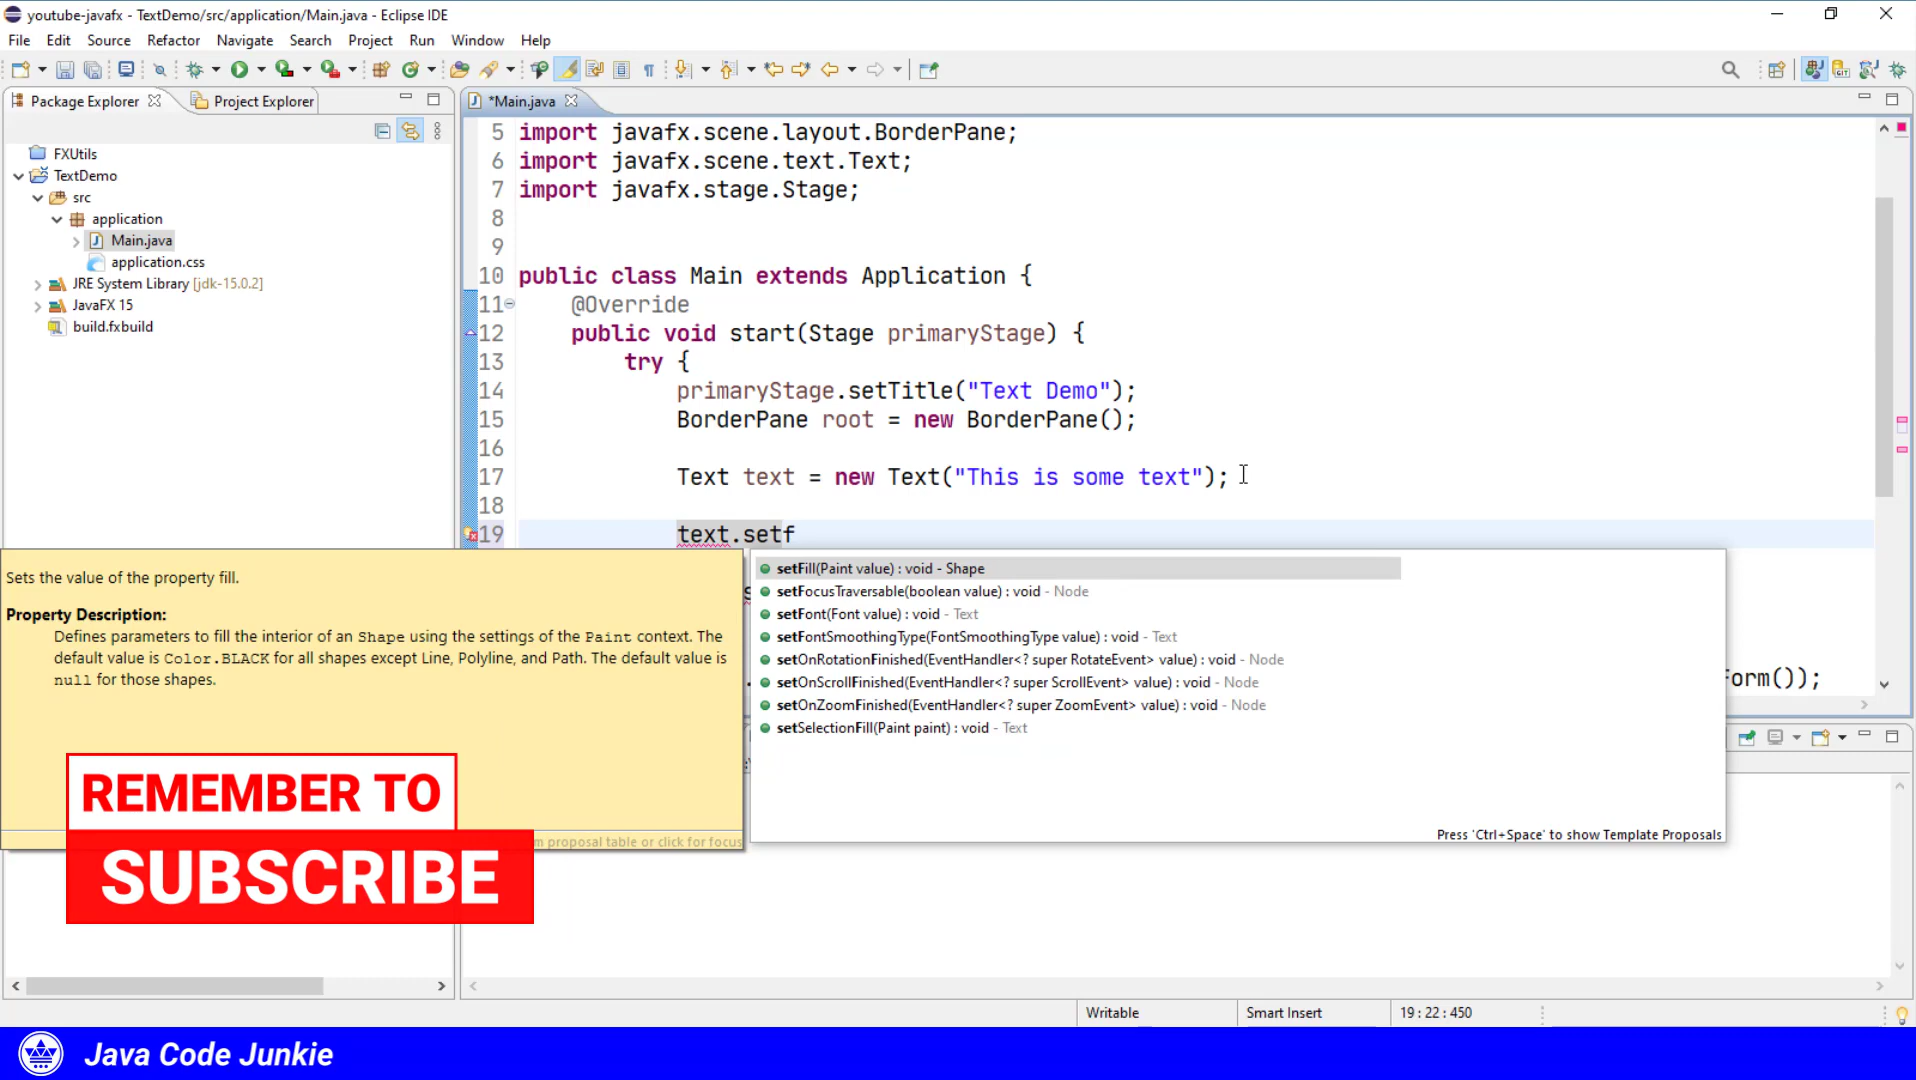 youtube-javafx - TextDemo/src/application/Main.java - Eclipse IDE
File Edit Source Refactor Navigate Search Project Run Window Help
Package Explorer Project Explorer
FXUtils
TextDemo
src
application
Main.java
application.css
JRE System Library [jdk-15.0.2]
JavaFX 15
build.fxbuild
*Main.java
5 import javafx.scene.layout.BorderPane;
6 import javafx.scene.text.Text;
7 import javafx.stage.Stage;
8
9
10 public class Main extends Application {
11 @Override
12 public void start(Stage primaryStage) {
13 try {
14 primaryStage.setTitle("Text Demo");
15 BorderPane root = new BorderPane();
16
17 Text text = new Text("This is some text");
18
19 text.setf
Form());
Sets the value of the property fill.
Property Description:
Defines parameters to fill the interior of an Shape using the settings of the Paint context. The
default value is Color.BLACK for all shapes except Line, Polyline, and Path. The default value is
null for those shapes.
m proposal table or click for focus
setFill(Paint value) : void - Shape
setFocusTraversable(boolean value) : void - Node
setFont(Font value) : void - Text
setFontSmoothingType(FontSmoothingType value) : void - Text
setOnRotationFinished(EventHandler<? super RotateEvent> value) : void - Node
setOnScrollFinished(EventHandler<? super ScrollEvent> value) : void - Node
setOnZoomFinished(EventHandler<? super ZoomEvent> value) : void - Node
setSelectionFill(Paint paint) : void - Text
Press 'Ctrl+Space' to show Template Proposals
REMEMBER TO
SUBSCRIBE
Writable Smart Insert 19 : 22 : 450
Java Code Junkie